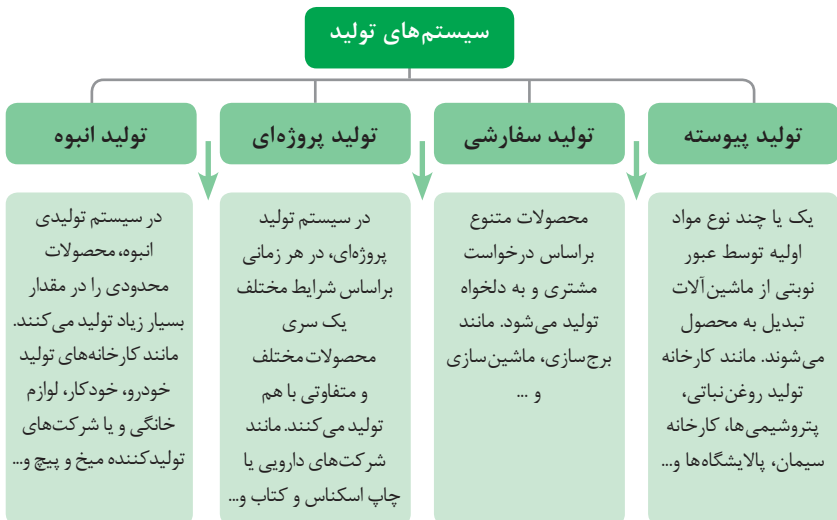 سیستم‌های تولید
تولید پیوسته
یک یا چند نوع مواد
اولیه توسط عبور
نوبتی از ماشین‌آلات
تبدیل به محصول
می‌شوند. مانند کارخانه
تولید روغن‌نباتی،
پتروشیمی‌ها، کارخانه
سیمان، پالایشگاه‌ها و...
تولید سفارشی
محصولات متنوع
براساس درخواست
مشتری و به دلخواه
تولید می‌شود. مانند
برج‌سازی، ماشین‌سازی
و ...
تولید پروژه‌ای
در سیستم تولید
پروژه‌ای، در هر زمانی
براساس شرایط مختلف
یک سری
محصولات مختلف
و متفاوتی با هم
تولید می‌کنند. مانند
شرکت‌های دارویی یا
چاپ اسکناس و کتاب و...
تولید انبوه
در سیستم تولیدی
انبوه، محصولات
محدودی را در مقدار
بسیار زیاد تولید می‌کنند.
مانند کارخانه‌های تولید
خودرو، خودکار، لوازم
خانگی و یا شرکت‌های
تولیدکننده میخ و پیچ و...